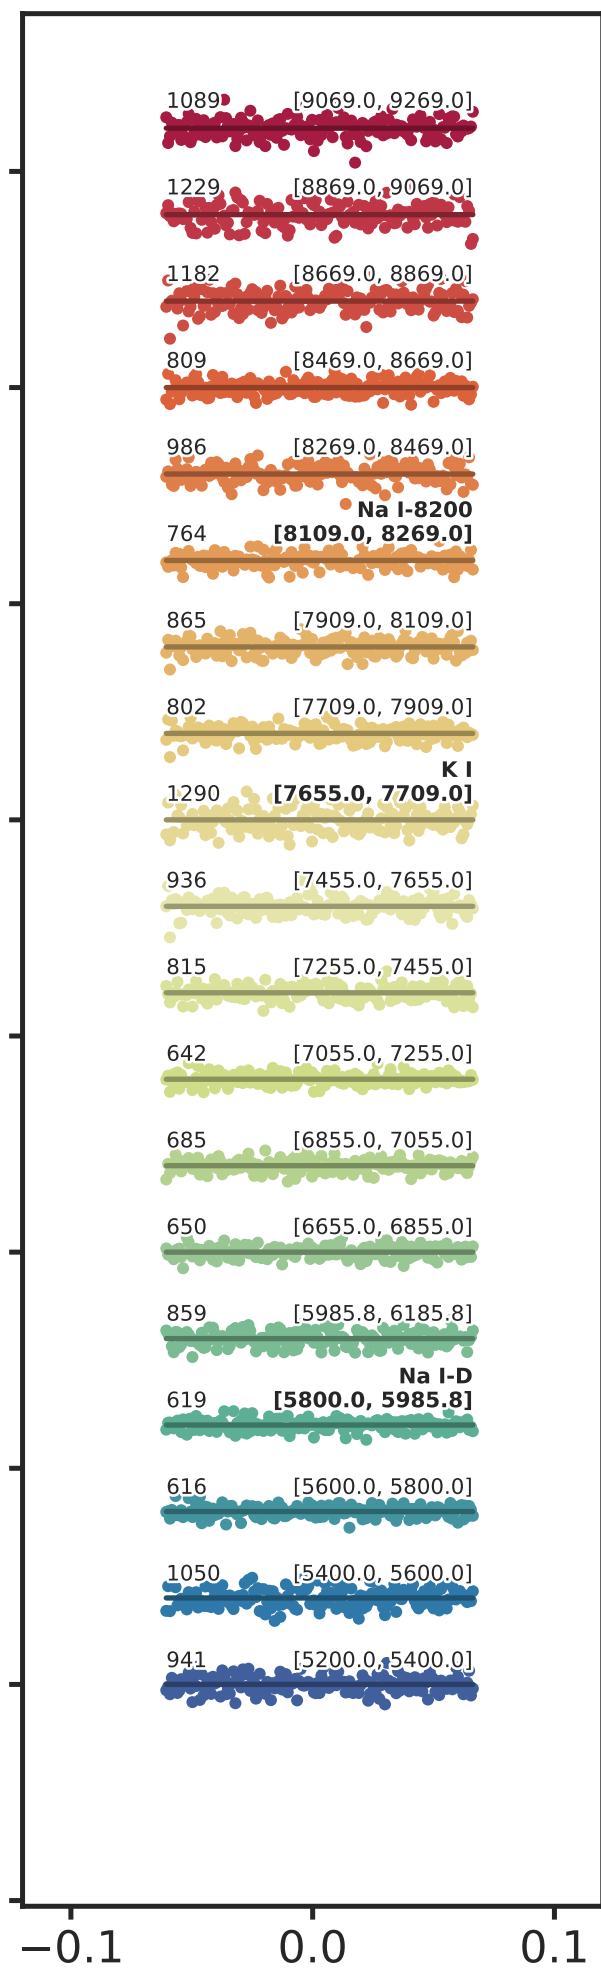 1089 [9069.0, 9269.0]
1229 [8869.0, 9069.0]
1182 [8669.0, 8869.0]
809 [8469.0, 8669.0]
986 [8269.0, 8469.0]
Na I-8200
764 [8109.0, 8269.0]
865 [7909.0, 8109.0]
802 [7709.0, 7909.0]
K I
1290 [7655.0, 7709.0]
936 [7455.0, 7655.0]
815 [7255.0, 7455.0]
642 [7055.0, 7255.0]
685 [6855.0, 7055.0]
650 [6655.0, 6855.0]
859 [5985.8, 6185.8]
Na I-D
619 [5800.0, 5985.8]
616 [5600.0, 5800.0]
1050 [5400.0, 5600.0]
941 [5200.0, 5400.0]
−0.1 0.0 0.1